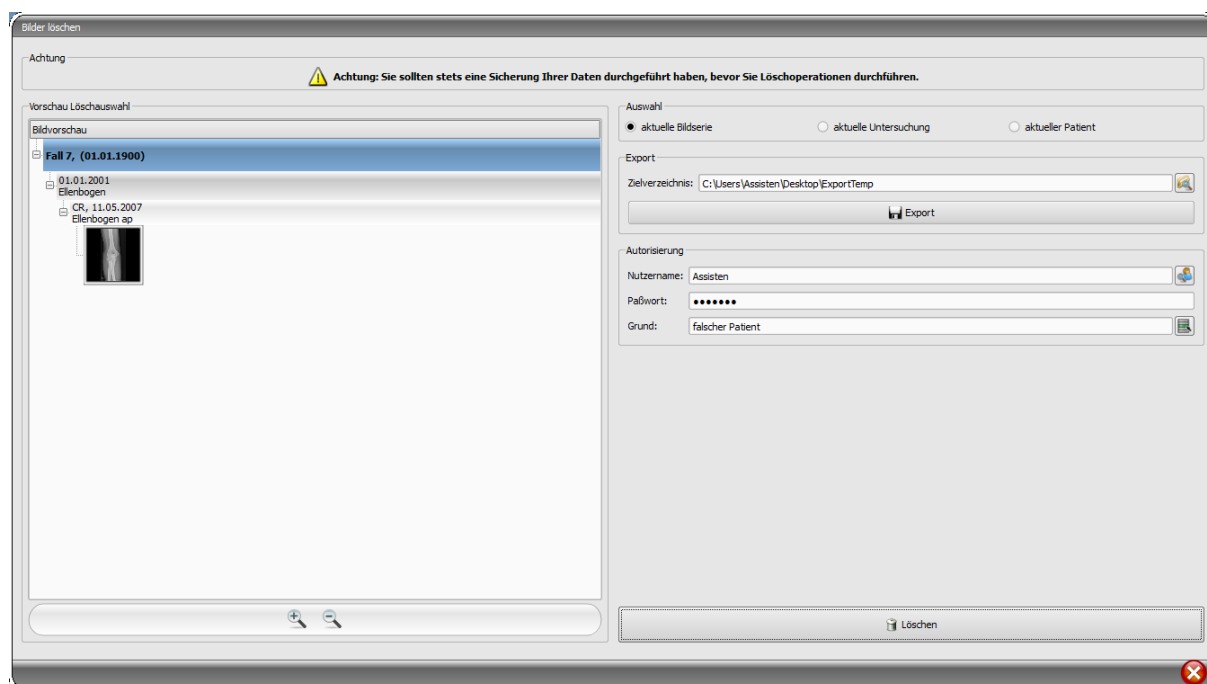 Bilder löschen
Achtung
Achtung: Sie sollten stets eine Sicherung Ihrer Daten durchgeführt haben, bevor Sie Löschoperationen durchführen.
Vorschau Löschauswahl
Bildvorschau
Fall 7, (01.01.1900)
01.01.2001
Ellenbogen
CR, 11.05.2007
Ellenbogen ap
Auswahl
aktuelle Bildserie
aktuelle Untersuchung
aktueller Patient
Export
Zielverzeichnis: C:\Users\Assisten\Desktop\ExportTemp
Export
Autorisierung
Nutzername: Assisten
Paßwort: •••••••
Grund: falscher Patient
Löschen